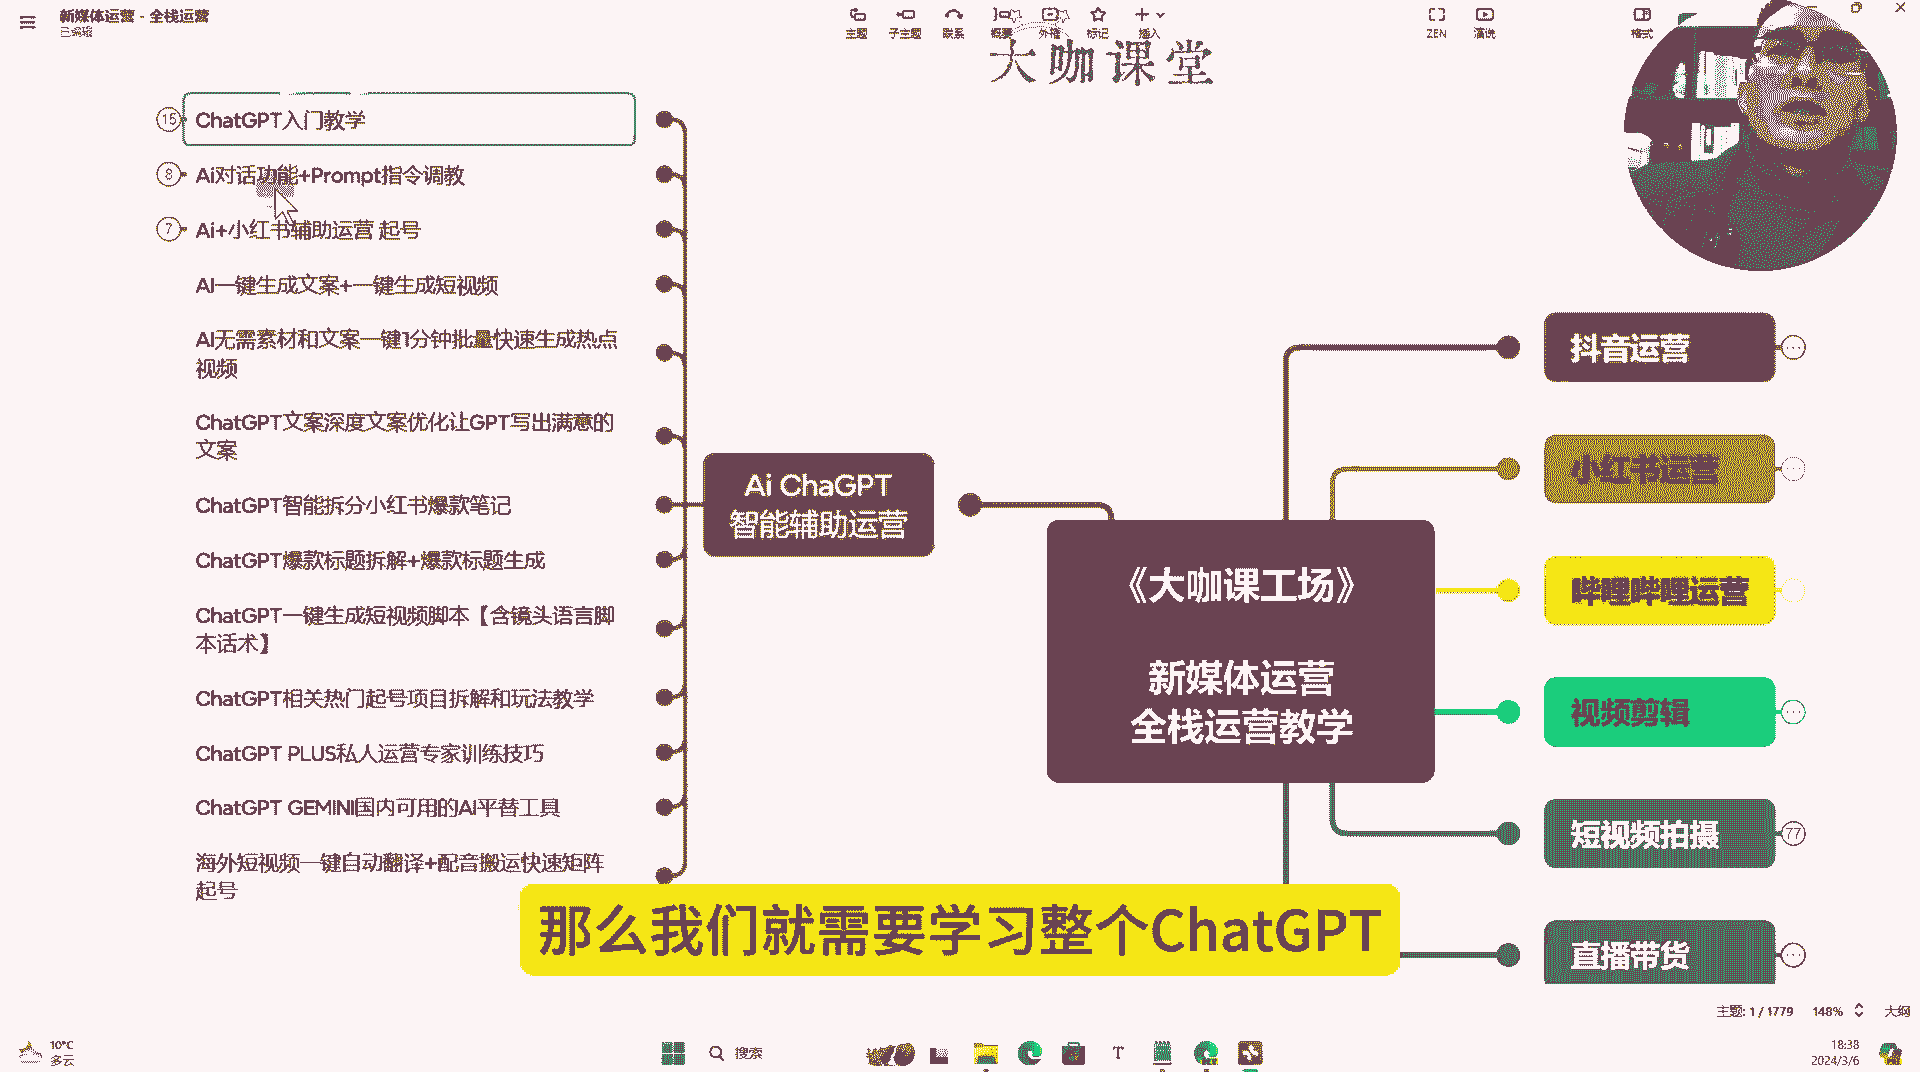 新媒体运营 - 全栈运营
已编辑
主题
子主题
联系
概要
外框
标记
插入
ZEN
演说
格式
大咖课堂
15
ChatGPT入门教学
8
Ai对话功能+Prompt指令调教
7
Ai+小红书辅助运营 起号
AI一键生成文案+一键生成短视频
AI无需素材和文案一键1分钟批量快速生成热点
视频
ChatGPT文案深度文案优化让GPT写出满意的
文案
ChatGPT智能拆分小红书爆款笔记
ChatGPT爆款标题拆解+爆款标题生成
ChatGPT一键生成短视频脚本【含镜头语言脚
本话术】
ChatGPT相关热门起号项目拆解和玩法教学
ChatGPT PLUS私人运营专家训练技巧
ChatGPT GEMINI国内可用的Ai平替工具
海外短视频一键自动翻译+配音搬运快速矩阵
起号
Ai ChaGPT
智能辅助运营
《大咖课工场》
新媒体运营
全栈运营教学
抖音运营
小红书运营
哔哩哔哩运营
视频剪辑
短视频拍摄
77
直播带货
那么我们就需要学习整个ChatGPT
主题: 1 / 1779
148%
大纲
10°C
多云
搜索
18:38
2024/3/6